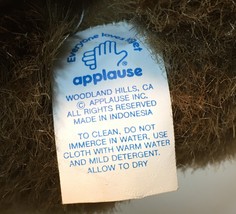 Everyone loves to get
applause
®
WOODLAND HILLS, CA
© APPLAUSE INC.
ALL RIGHTS RESERVED
MADE IN INDONESIA
TO CLEAN, DO NOT
IMMERCE IN WATER, USE
CLOTH WITH WARM WATER
AND MILD DETERGENT.
ALLOW TO DRY